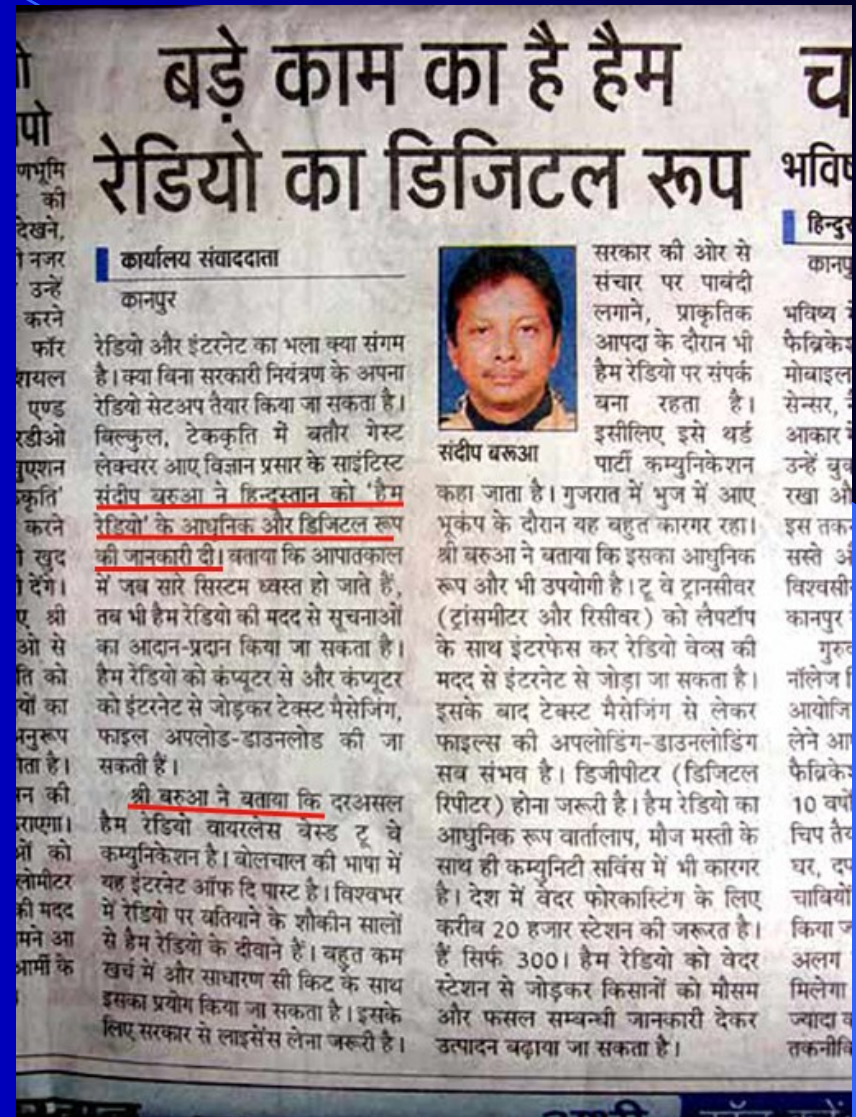 बड़े काम का है हैम
रेडियो का डिजिटल रूप
कार्यालय संवाददाता
कानपुर
रेडियो और इंटरनेट का भला क्या संगम
है। क्या बिना सरकारी नियंत्रण के अपना
रेडियो सेटअप तैयार किया जा सकता है।
बिल्कुल, टेककृति में बतौर गेस्ट
लेक्चरर आए विज्ञान प्रसार के साइंटिस्ट
संदीप बरुआ ने हिन्दुस्तान को 'हैम
रेडियो' के आधुनिक और डिजिटल रूप
की जानकारी दी। बताया कि आपातकाल
में जब सारे सिस्टम ध्वस्त हो जाते हैं,
तब भी हैम रेडियो की मदद से सूचनाओं
का आदान-प्रदान किया जा सकता है।
हैम रेडियो को कंप्यूटर से और कंप्यूटर
को इंटरनेट से जोड़कर टेक्स्ट मैसेजिंग,
फाइल अपलोड-डाउनलोड की जा
सकती हैं।
श्री बरुआ ने बताया कि दरअसल
हैम रेडियो वायरलेस बेस्ड टू वे
कम्युनिकेशन है। बोलचाल की भाषा में
यह इंटरनेट ऑफ दि पास्ट है। विश्वभर
में रेडियो पर बतियाने के शौकीन सालों
से हैम रेडियो के दीवाने हैं। बहुत कम
खर्च में और साधारण सी किट के साथ
इसका प्रयोग किया जा सकता है। इसके
लिए सरकार से लाइसेंस लेना जरूरी है।
संदीप बरूआ
सरकार की ओर से
संचार पर पाबंदी
लगाने, प्राकृतिक
आपदा के दौरान भी
हैम रेडियो पर संपर्क
बना रहता है।
इसीलिए इसे थर्ड
पार्टी कम्युनिकेशन
कहा जाता है। गुजरात में भुज में आए
भूकंप के दौरान यह बहुत कारगर रहा।
श्री बरुआ ने बताया कि इसका आधुनिक
रूप और भी उपयोगी है। टू वे ट्रानसीवर
(ट्रांसमीटर और रिसीवर) को लैपटॉप
के साथ इंटरफेस कर रेडियो वेव्स की
मदद से इंटरनेट से जोड़ा जा सकता है।
इसके बाद टेक्स्ट मैसेजिंग से लेकर
फाइल्स की अपलोडिंग-डाउनलोडिंग
सब संभव है। डिजीपीटर (डिजिटल
रिपीटर) होना जरूरी है। हैम रेडियो का
आधुनिक रूप वार्तालाप, मौज मस्ती के
साथ ही कम्युनिटी सर्विस में भी कारगर
है। देश में वेदर फोरकास्टिंग के लिए
करीब 20 हजार स्टेशन की जरूरत है।
हैं सिर्फ 300। हैम रेडियो को वेदर
स्टेशन से जोड़कर किसानों को मौसम
और फसल सम्बन्धी जानकारी देकर
उत्पादन बढ़ाया जा सकता है।